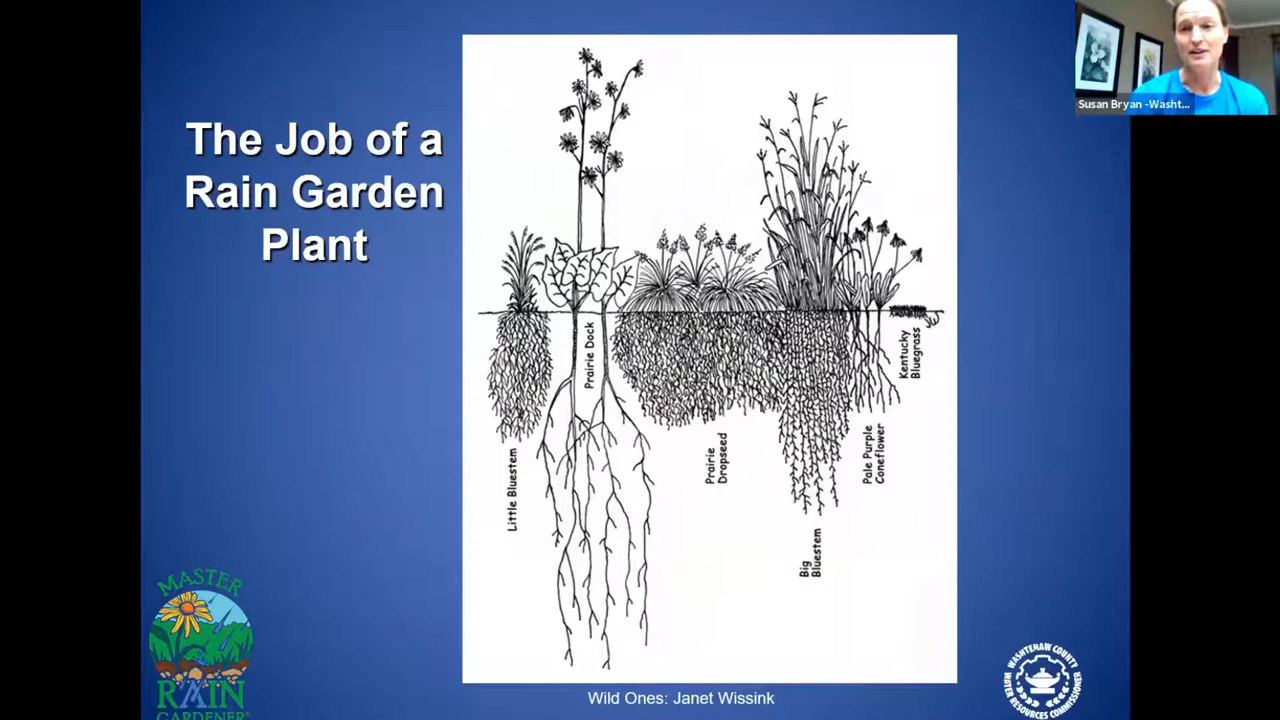 Susan Bryan -Washt...
The Job of a
Rain Garden
Plant
Prairie Dock
Kentucky
Bluegrass
Little Bluestem
Prairie
Dropseed
Pale Purple
Coneflower
Big
Bluestem
MASTER
RAIN
GARDENER
WASHTENAW COUNTY
WATER RESOURCES COMMISSIONER
Wild Ones: Janet Wissink